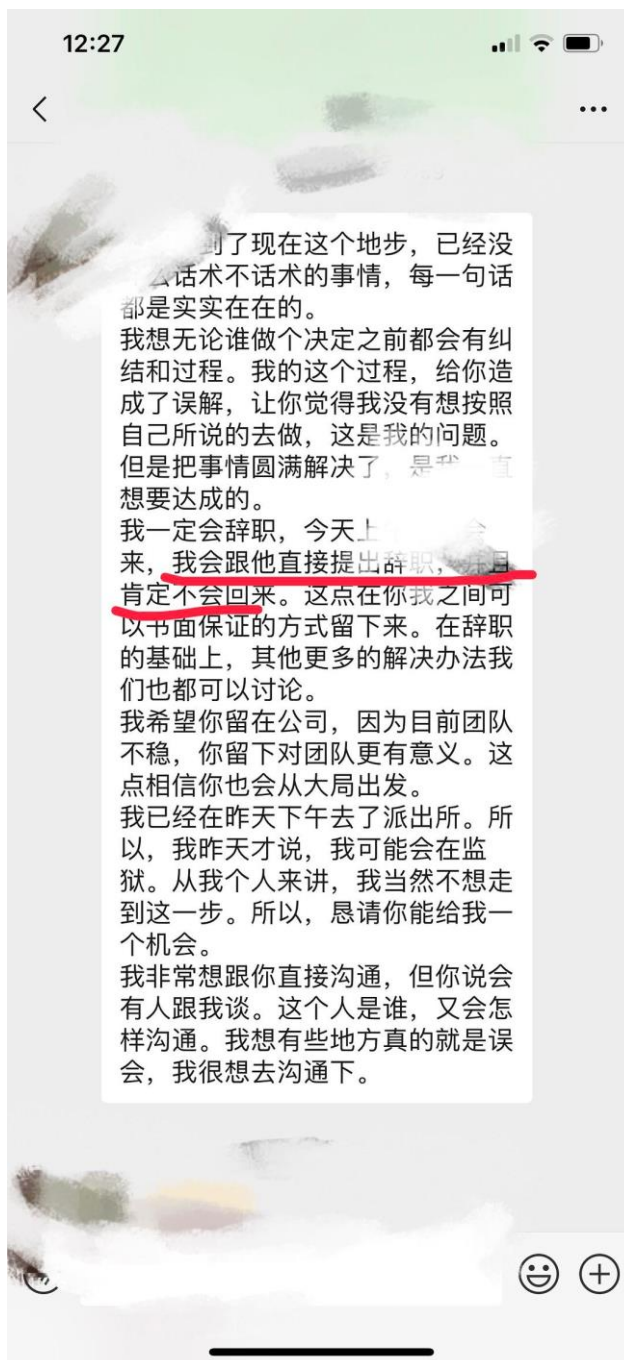 12:27
到了现在这个地步，已经没
话术不话术的事情，每一句话
都是实实在在的。
我想无论谁做个决定之前都会有纠
结和过程。我的这个过程，给你造
成了误解，让你觉得我没有想按照
自己所说的去做，这是我的问题。
但是把事情圆满解决了，是我一直
想要达成的。
我一定会辞职，今天上
来，我会跟他直接提出辞职，并且
肯定不会回来。这点在你我之间可
以书面保证的方式留下来。在辞职
的基础上，其他更多的解决办法我
们也都可以讨论。
我希望你留在公司，因为目前团队
不稳，你留下对团队更有意义。这
点相信你也会从大局出发。
我已经在昨天下午去了派出所。所
以，我昨天才说，我可能会在监
狱。从我个人来讲，我当然不想走
到这一步。所以，恳请你能给我一
个机会。
我非常想跟你直接沟通，但你说会
有人跟我谈。这个人是谁，又会怎
样沟通。我想有些地方真的就是误
会，我很想去沟通下。